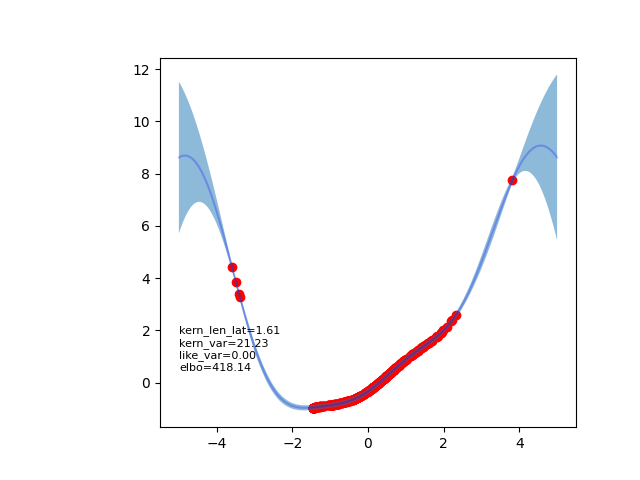 12
10
8
6
4
2
0
kern_len_lat=1.61
kern_var=21.23
like_var=0.00
elbo=418.14
−4 −2 0 2 4